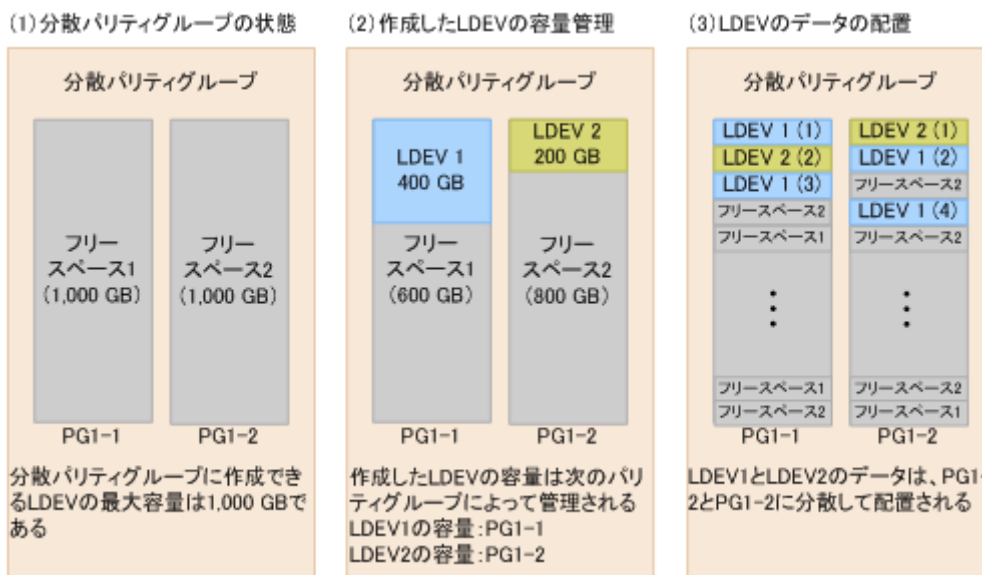 (1)分散パリティグループの状態
分散パリティグループ
フリー
スペース1
(1,000 GB)
フリー
スペース2
(1,000 GB)
PG1-1
PG1-2
分散パリティグループに作成でき
るLDEVの最大容量は1,000 GBで
ある
(2)作成したLDEVの容量管理
分散パリティグループ
LDEV 1
400 GB
フリー
スペース1
(600 GB)
LDEV 2
200 GB
フリー
スペース2
(800 GB)
PG1-1
PG1-2
作成したLDEVの容量は次のパリ
ティグループによって管理される
LDEV1の容量:PG1-1
LDEV2の容量:PG1-2
(3)LDEVのデータの配置
分散パリティグループ
LDEV 1 (1)
LDEV 2 (2)
LDEV 1 (3)
フリースペース2
フリースペース1
フリースペース1
フリースペース2
PG1-1
LDEV 2 (1)
LDEV 1 (2)
フリースペース2
LDEV 1 (4)
フリースペース2
フリースペース2
フリースペース1
PG1-2
LDEV1とLDEV2のデータは、PG1-
2とPG1-2に分散して配置される